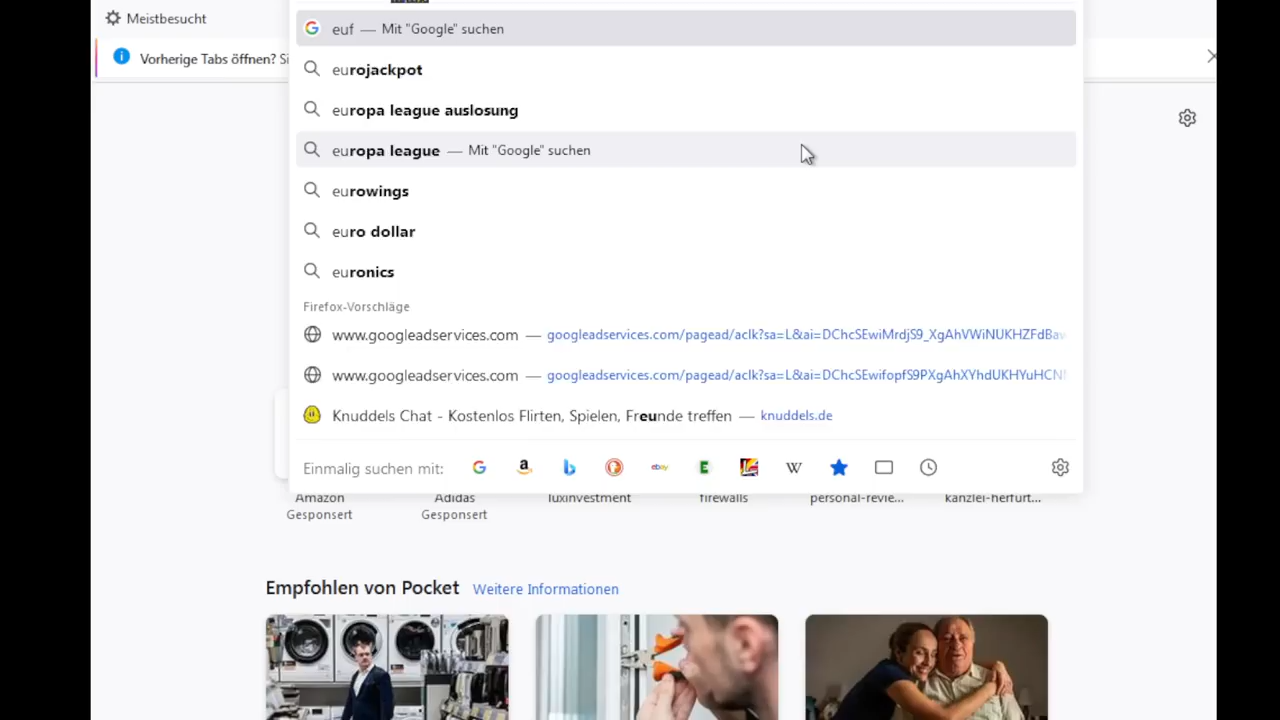 Meistbesucht
euf — Mit "Google" suchen
Vorherige Tabs öffnen? Si
eurojackpot
europa league auslosung
europa league — Mit "Google" suchen
eurowings
euro dollar
euronics
Firefox-Vorschläge
www.googleadservices.com — googleadservices.com/pagead/aclk?sa=L&ai=DChcSEwiMrdjS9_XgAhVWiNUKHZFdBaw
www.googleadservices.com — googleadservices.com/pagead/aclk?sa=L&ai=DChcSEwifopfS9PXgAhXYhdUKHYuHCN
Knuddels Chat - Kostenlos Flirten, Spielen, Freunde treffen — knuddels.de
Einmalig suchen mit:
Amazon
Gesponsert
Adidas
Gesponsert
luxinvestment
firewalls
personal-revie...
kanzlei-herfurt...
Empfohlen von Pocket Weitere Informationen